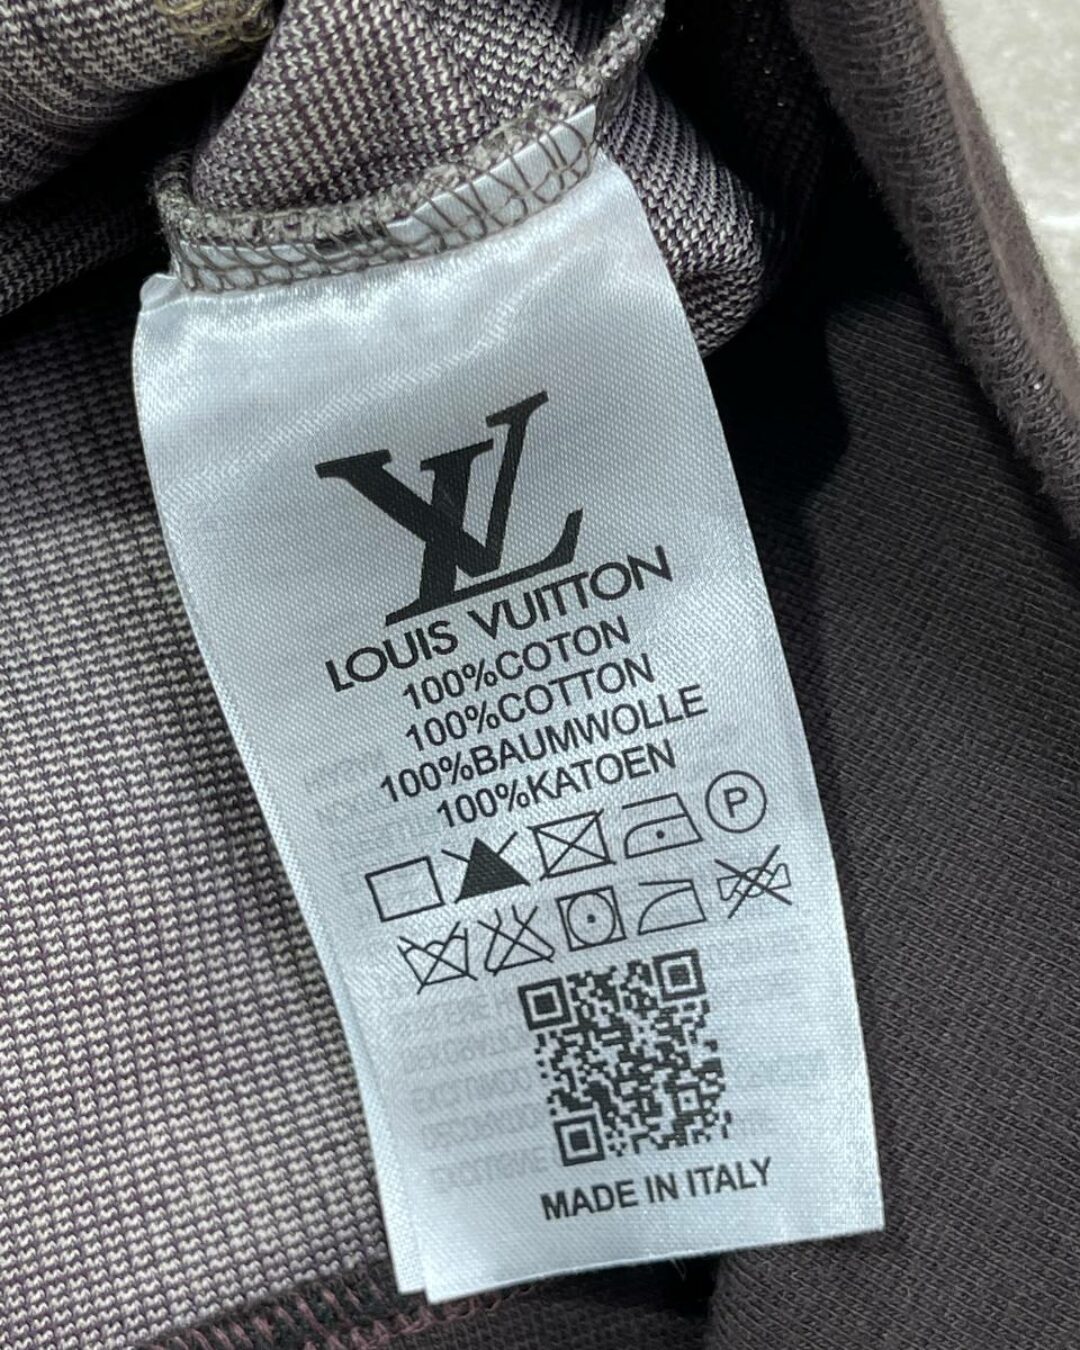 LV
LOUIS VUITTON
100%COTON
100%COTTON
100%BAUMWOLLE
100%KATOEN
P
MADE IN ITALY